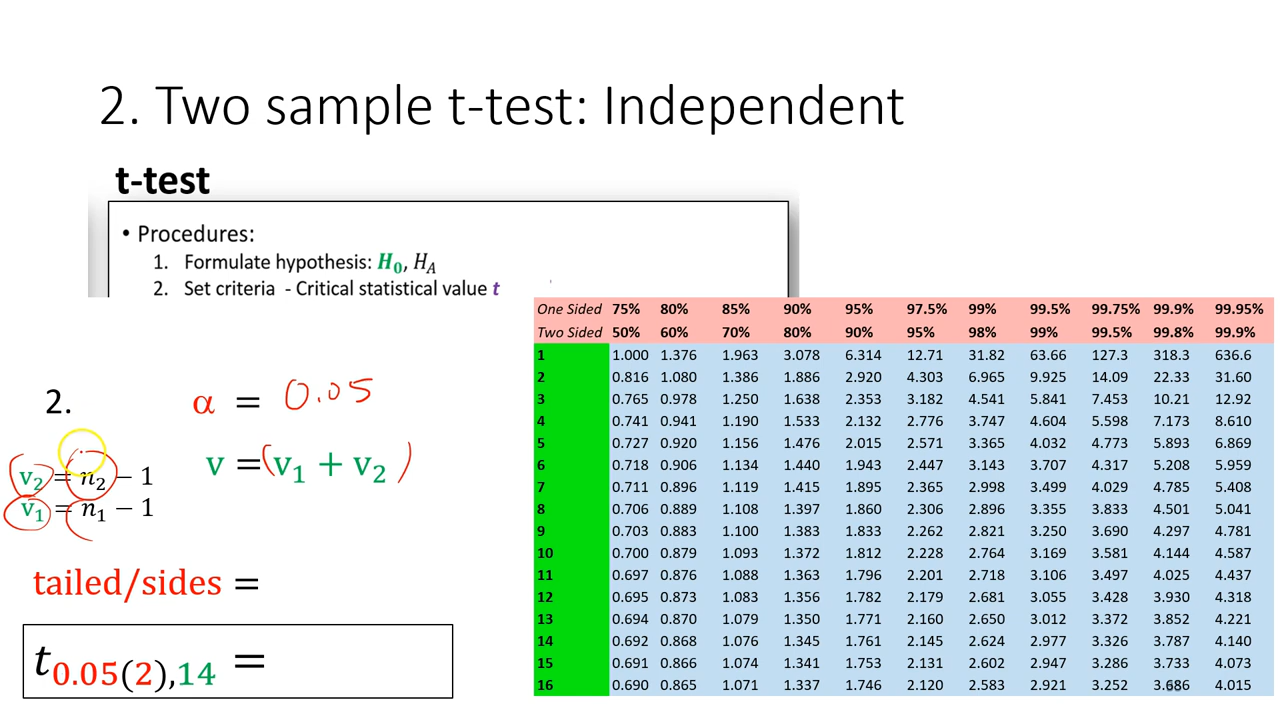 2. Two sample t-test: Independent
t-test
• Procedures:
1. Formulate hypothesis: H₀, H_A
2. Set criteria - Critical statistical value t
One Sided 75% 80% 85% 90% 95% 97.5% 99% 99.5% 99.75% 99.9% 99.95%
Two Sided 50% 60% 70% 80% 90% 95% 98% 99% 99.5% 99.8% 99.9%
1 1.000 1.376 1.963 3.078 6.314 12.71 31.82 63.66 127.3 318.3 636.6
2 0.816 1.080 1.386 1.886 2.920 4.303 6.965 9.925 14.09 22.33 31.60
3 0.765 0.978 1.250 1.638 2.353 3.182 4.541 5.841 7.453 10.21 12.92
4 0.741 0.941 1.190 1.533 2.132 2.776 3.747 4.604 5.598 7.173 8.610
5 0.727 0.920 1.156 1.476 2.015 2.571 3.365 4.032 4.773 5.893 6.869
6 0.718 0.906 1.134 1.440 1.943 2.447 3.143 3.707 4.317 5.208 5.959
7 0.711 0.896 1.119 1.415 1.895 2.365 2.998 3.499 4.029 4.785 5.408
8 0.706 0.889 1.108 1.397 1.860 2.306 2.896 3.355 3.833 4.501 5.041
9 0.703 0.883 1.100 1.383 1.833 2.262 2.821 3.250 3.690 4.297 4.781
10 0.700 0.879 1.093 1.372 1.812 2.228 2.764 3.169 3.581 4.144 4.587
11 0.697 0.876 1.088 1.363 1.796 2.201 2.718 3.106 3.497 4.025 4.437
12 0.695 0.873 1.083 1.356 1.782 2.179 2.681 3.055 3.428 3.930 4.318
13 0.694 0.870 1.079 1.350 1.771 2.160 2.650 3.012 3.372 3.852 4.221
14 0.692 0.868 1.076 1.345 1.761 2.145 2.624 2.977 3.326 3.787 4.140
15 0.691 0.866 1.074 1.341 1.753 2.131 2.602 2.947 3.286 3.733 4.073
16 0.690 0.865 1.071 1.337 1.746 2.120 2.583 2.921 3.252 3.686 4.015
2. α = 0.05
v = (v₁ + v₂)
v₂ = n₂ − 1
v₁ = n₁ − 1
tailed/sides =
t0.05(2),14 =